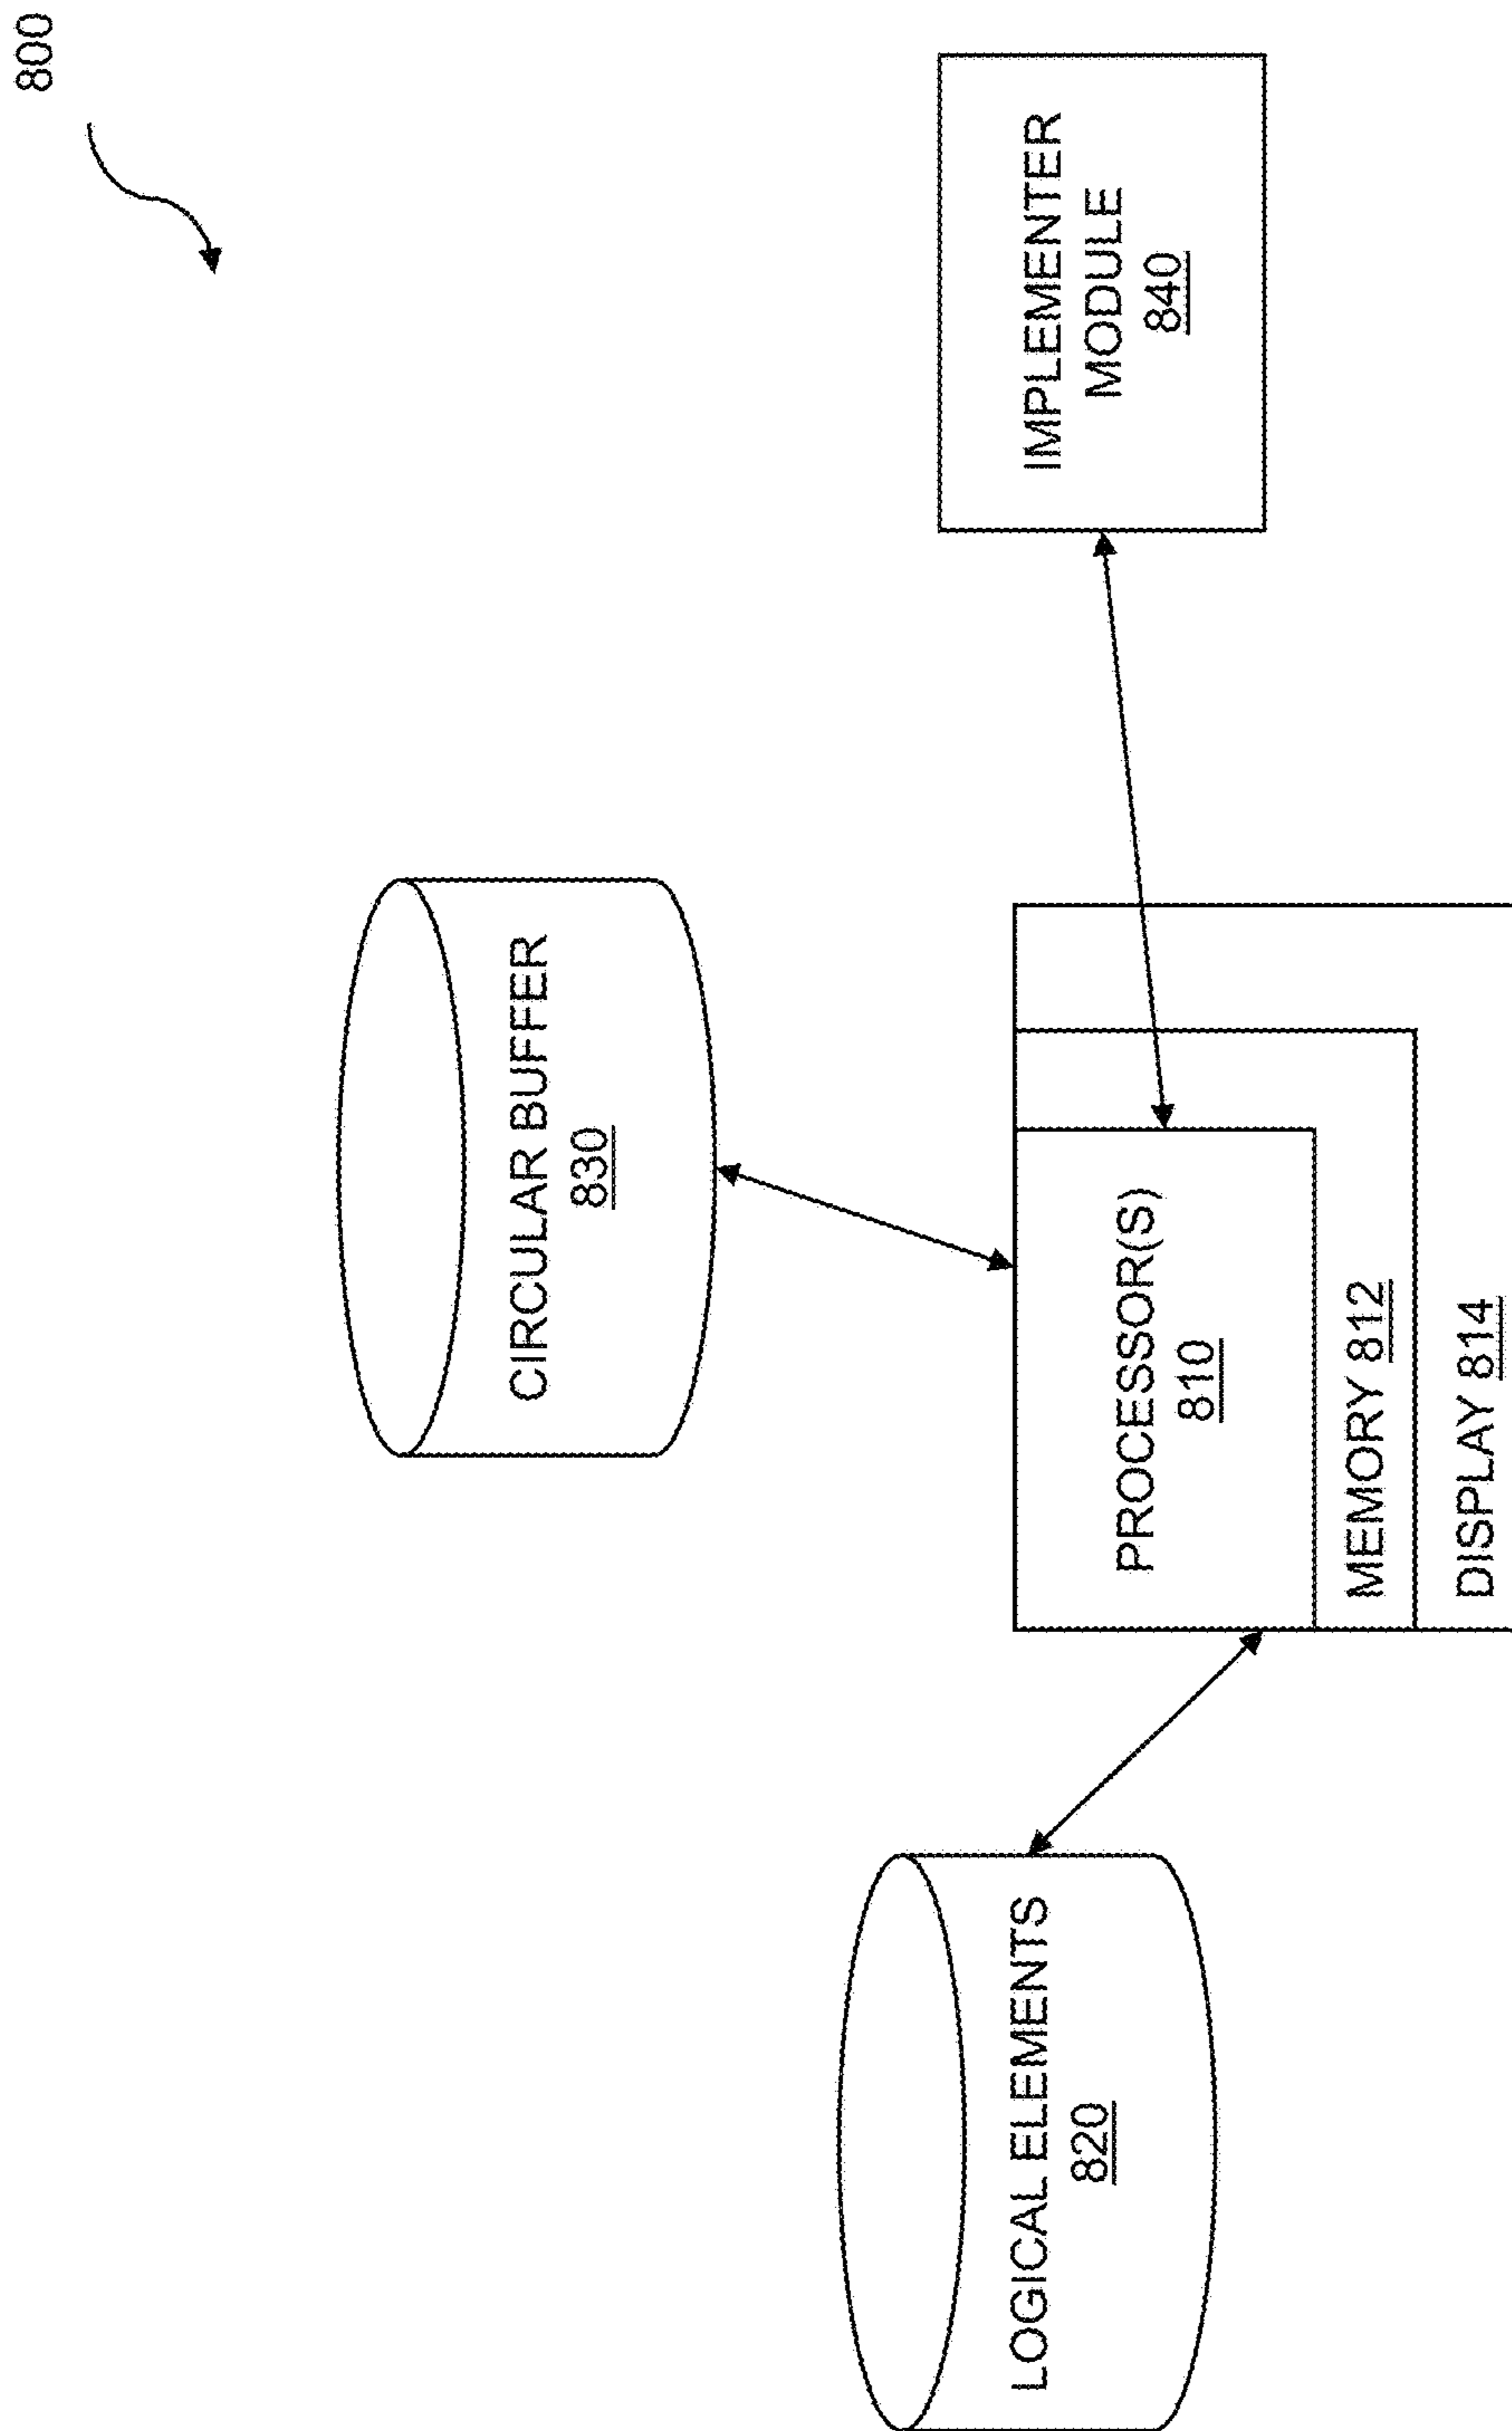 800
CIRCULAR BUFFER
830
LOGICAL ELEMENTS
820
PROCESSOR(S)
810
MEMORY 812
DISPLAY 814
IMPLEMENTER
MODULE
840